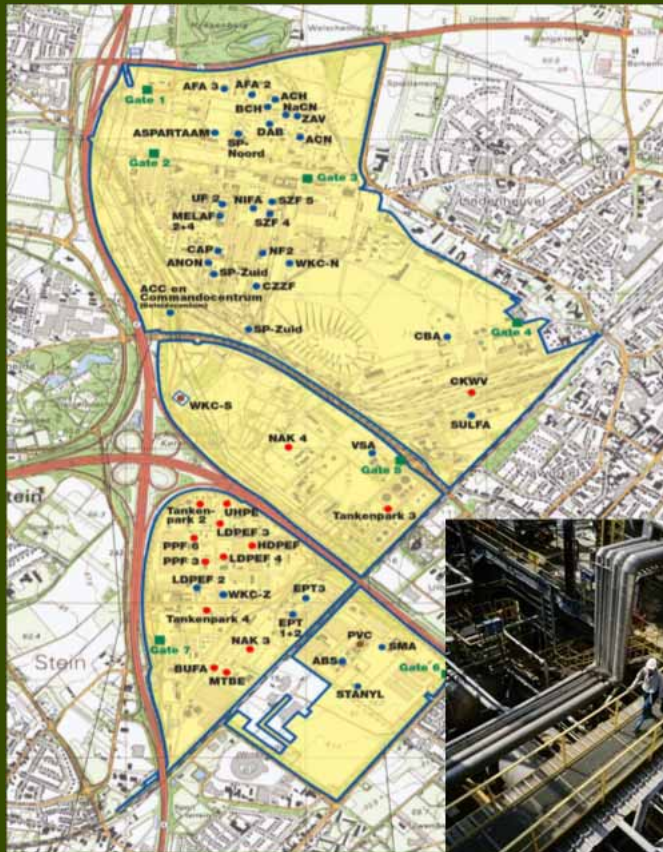 Gate 1
AFA 3
AFA 2
ACH
BCH
NaCN
ZAV
ASPARTAAM
SP-
Noord
DAB
ACN
Gate 2
Gate 3
UF 2
NIFA
SZF 5
MELAF
2+4
SZF 4
CAP
NF2
ANON
WKC-N
SP-Zuid
CZZF
ACC en
Commandocentrum
SP-Zuid
CBA
Gate 4
Lindenheuvel
CKWV
WKC-S
SULFA
NAK 4
VSA
Gate 5
Tankenpark 3
Stein
Tanken-
park 2
UHPE
LDPEF 3
PPF 6
HDPEF
PPF 3
LDPEF 4
LDPEF 2
WKC-Z
EPT3
Tankenpark 4
EPT
1+2
NAK 3
PVC
SMA
Gate 7
BUFA
MTBE
ABS
Gate 6
STANYL
Stein